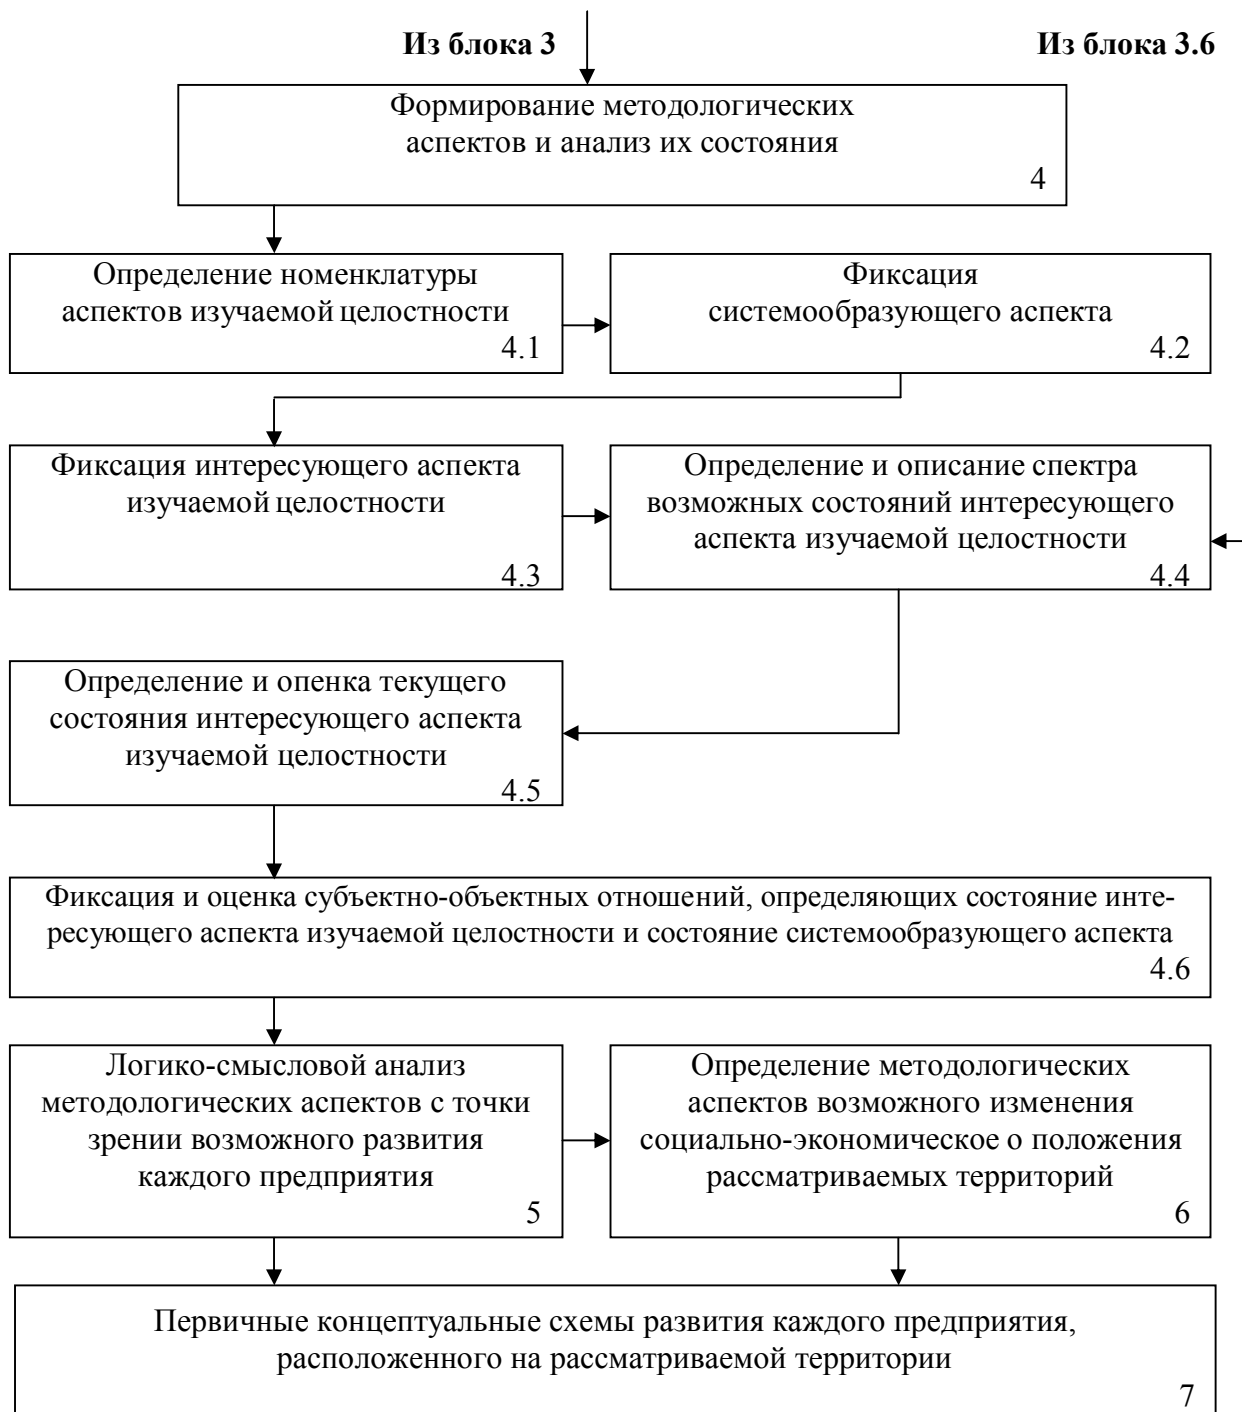 Из блока 3
Из блока 3.6
Формирование методологических
аспектов и анализ их состояния
4
Определение номенклатуры
аспектов изучаемой целостности
4.1
Фиксация
системообразующего аспекта
4.2
Фиксация интересующего аспекта
изучаемой целостности
4.3
Определение и описание спектра
возможных состояний интересующего
аспекта изучаемой целостности
4.4
Определение и опенка текущего
состояния интересующего аспекта
изучаемой целостности
4.5
Фиксация и оценка субъектно-объектных отношений, определяющих состояние инте-
ресующего аспекта изучаемой целостности и состояние системообразующего аспекта
4.6
Логико-смысловой анализ
методологических аспектов с точки
зрении возможного развития
каждого предприятия
5
Определение методологических
аспектов возможного изменения
социально-экономическое о положения
рассматриваемых территорий
6
Первичные концептуальные схемы развития каждого предприятия,
расположенного на рассматриваемой территории
7